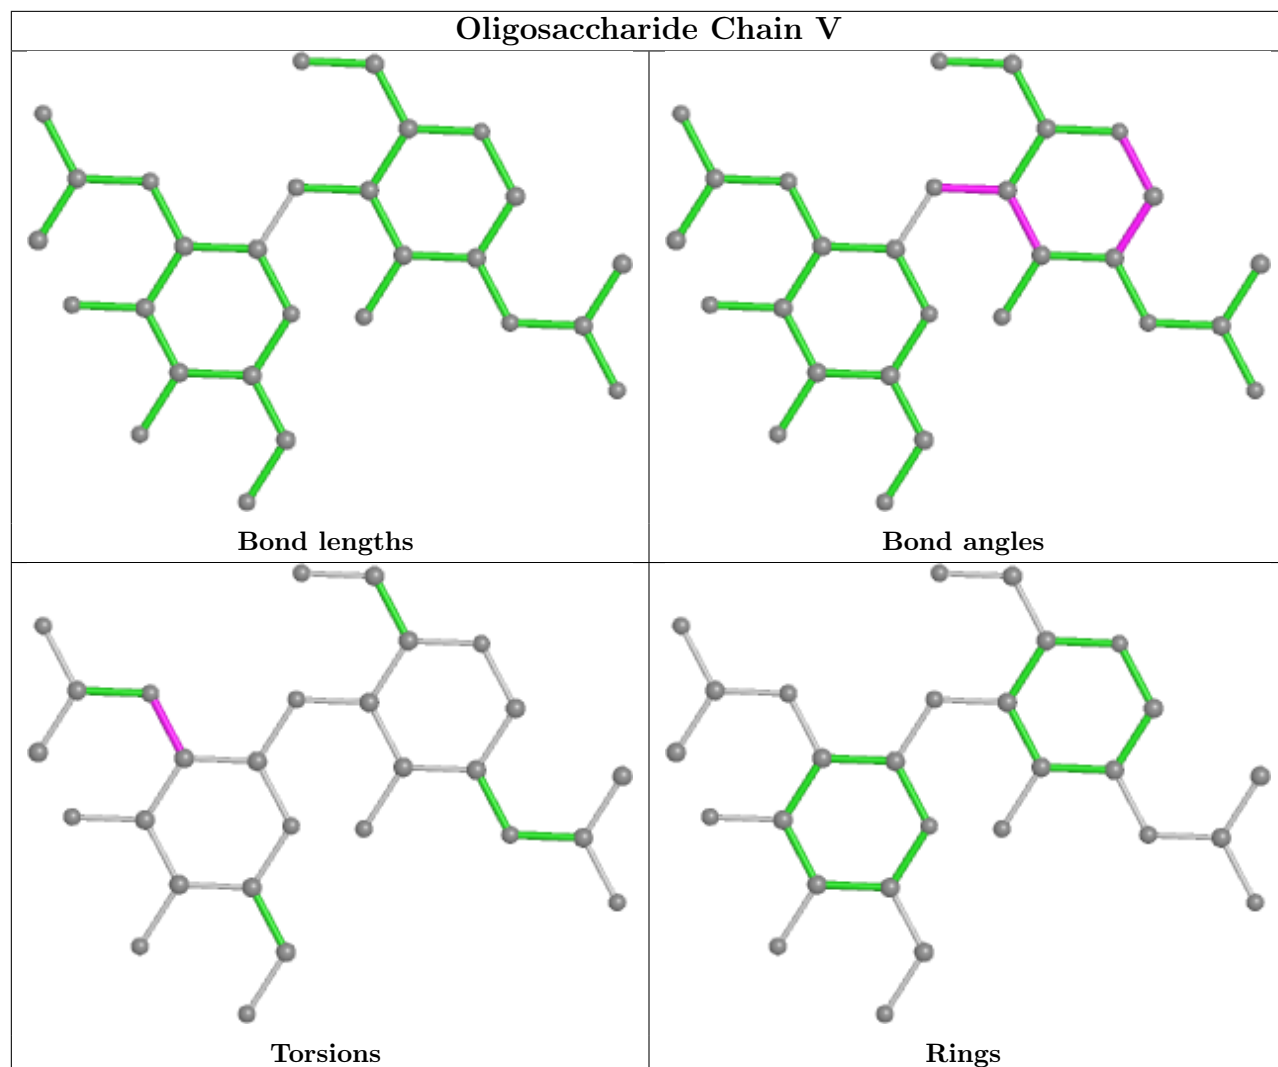 Oligosaccharide Chain V
Bond lengths
Bond angles
Torsions
Rings